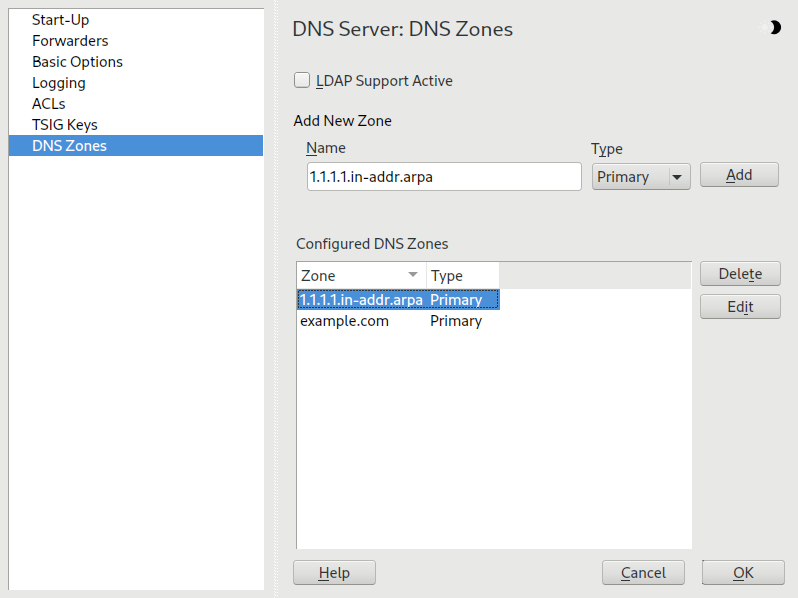 Start-Up
Forwarders
Basic Options
Logging
ACLs
TSIG Keys
DNS Zones
DNS Server: DNS Zones
LDAP Support Active
Add New Zone
Name Type
1.1.1.1.in-addr.arpa Primary Add
Configured DNS Zones
Zone Type Delete
1.1.1.1.in-addr.arpa Primary Edit
example.com Primary
Help Cancel OK